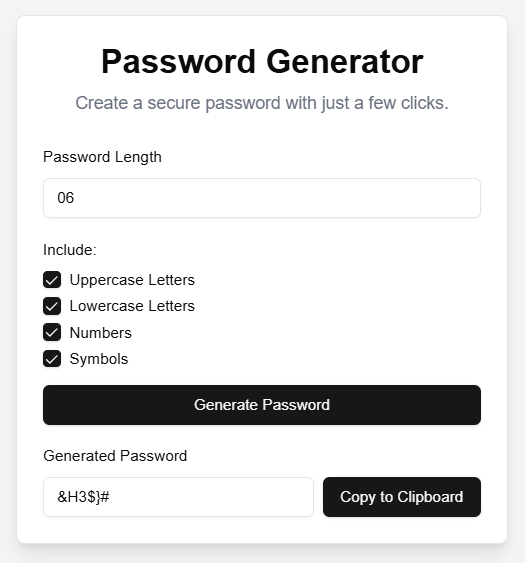 Password Generator
Create a secure password with just a few clicks.
Password Length
06
Include:
Uppercase Letters
Lowercase Letters
Numbers
Symbols
Generate Password
Generated Password
&H3$}#
Copy to Clipboard